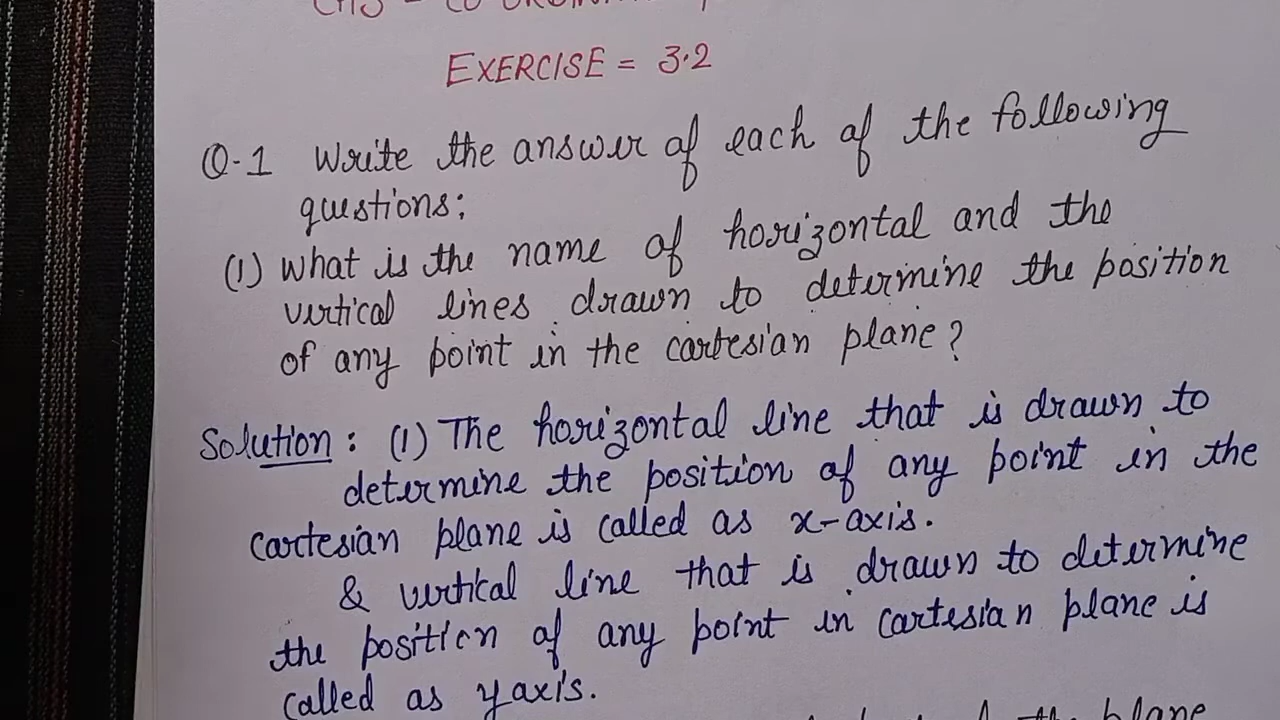 EXERCISE = 3.2
Q.1 Write the answer of each of the following
questions:
(1) What is the name of horizontal and the
vertical lines drawn to determine the position
of any point in the cartesian plane?
Solution: (1) The horizontal line that is drawn to
determine the position of any point in the
cartesian plane is called as x-axis.
& vertical line that is drawn to determine
the position of any point in cartesian plane is
called as y axis.
the plane